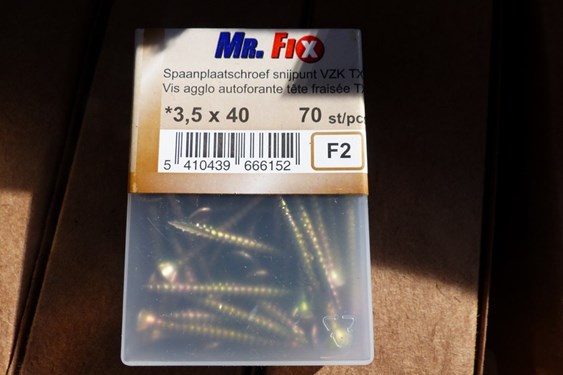 MR. FIX
Spaanplaatschroef snijpunt VZK TX
Vis agglo autoforante tête fraisée TX
*3,5 x 40 70 st/pcs
5 410439 666152
F2